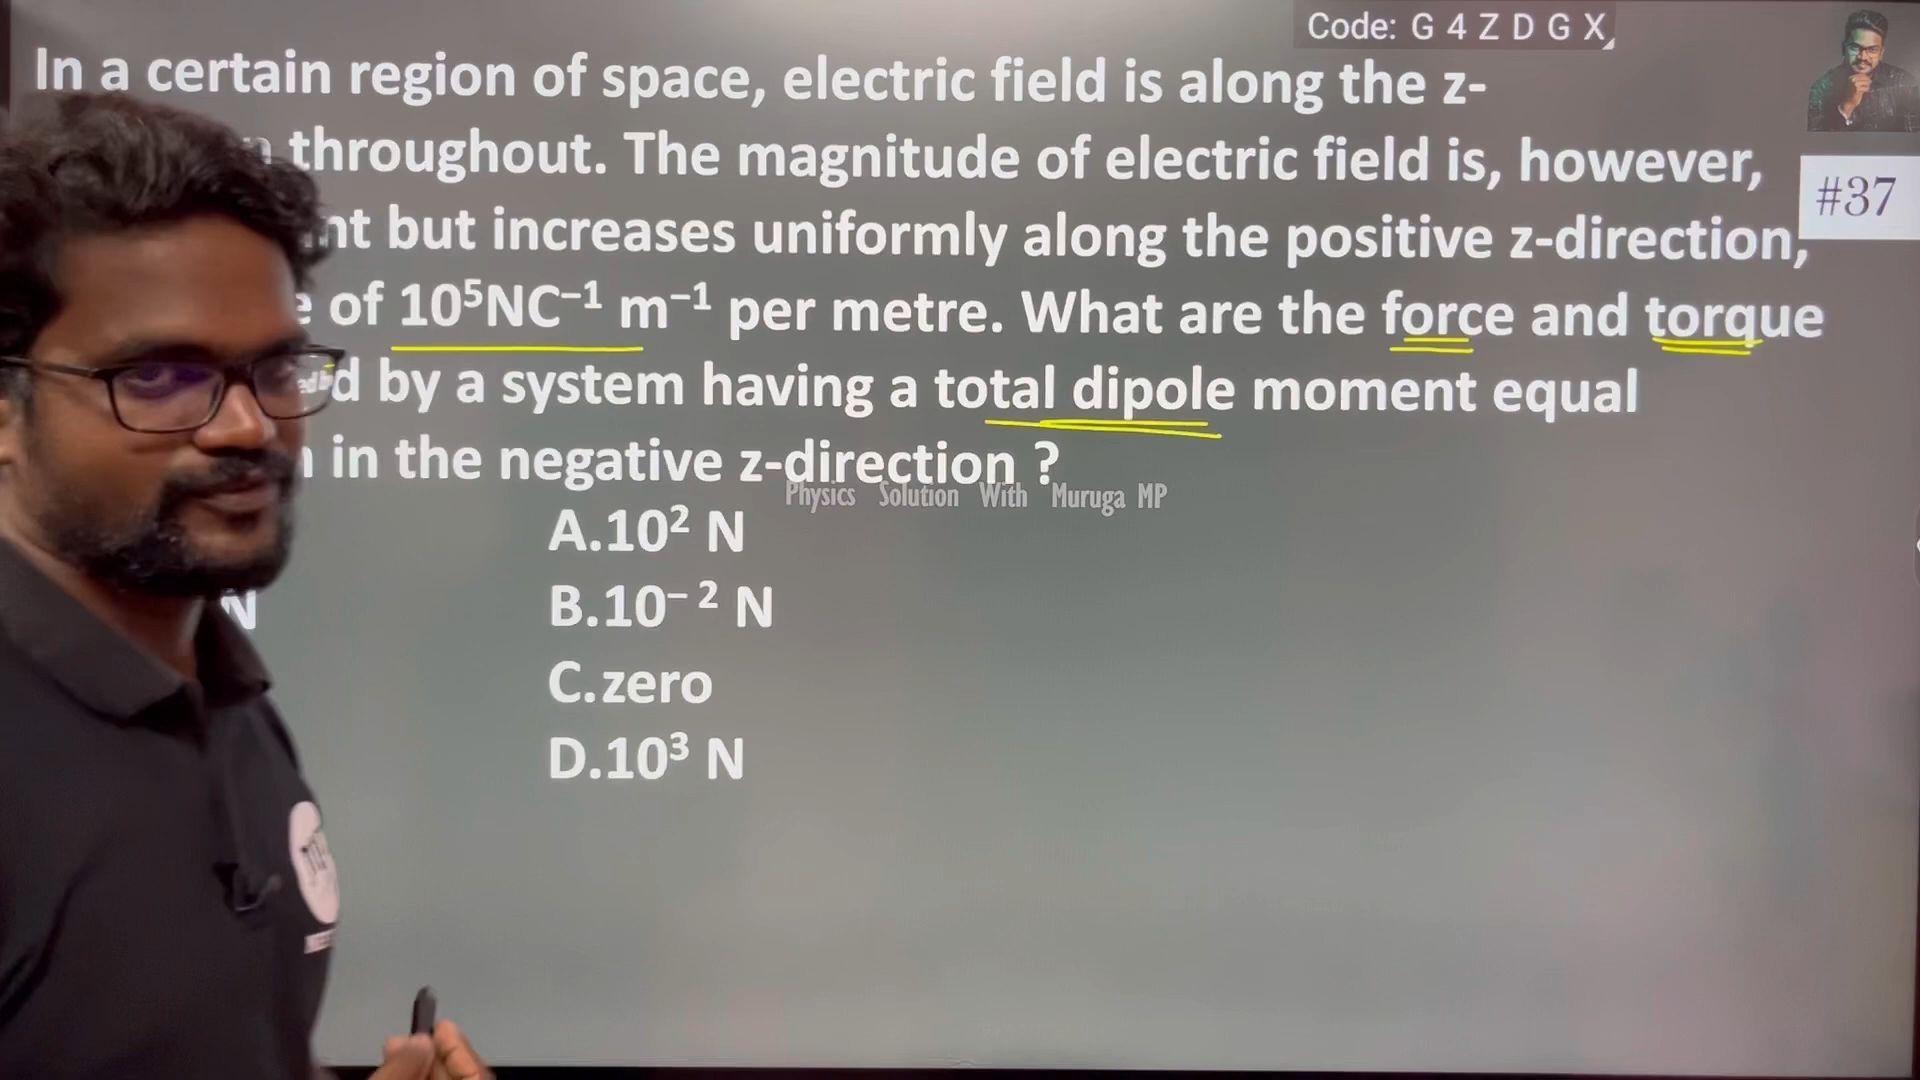 Code: G 4 Z D G X
In a certain region of space, electric field is along the z-
throughout. The magnitude of electric field is, however,
#37
but increases uniformly along the positive z-direction,
of 10⁵NC⁻¹ m⁻¹ per metre. What are the force and torque
by a system having a total dipole moment equal
in the negative z-direction ?
Physics Solution With Muruga MP
A.10² N
B.10⁻ ² N
N
C.zero
D.10³ N